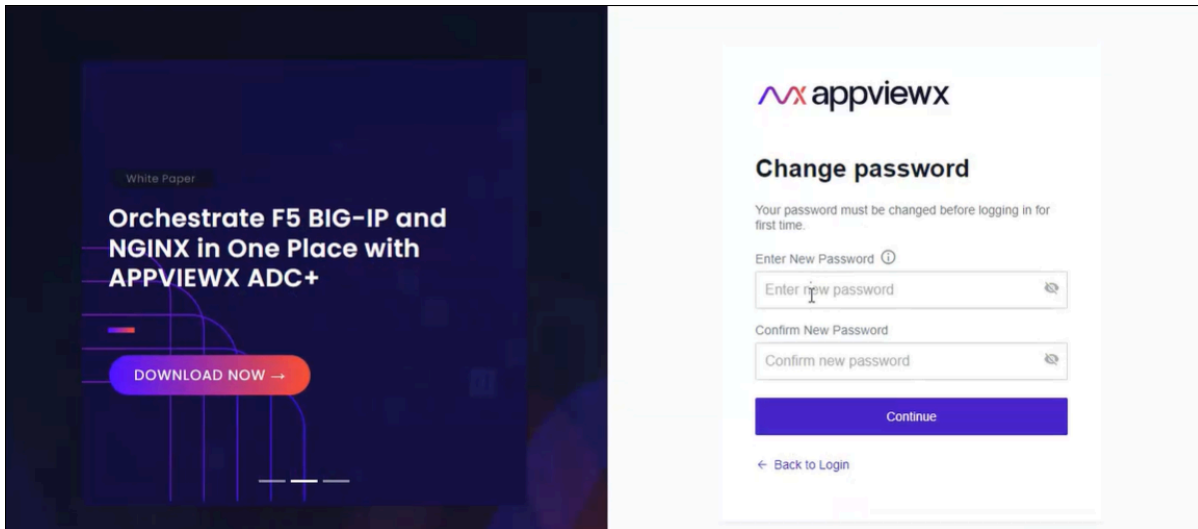 White Paper
Orchestrate F5 BIG-IP and
NGINX in One Place with
APPVIEWX ADC+
DOWNLOAD NOW →
appviewx
Change password
Your password must be changed before logging in for
first time.
Enter New Password
Enter new password
Confirm New Password
Confirm new password
Continue
← Back to Login